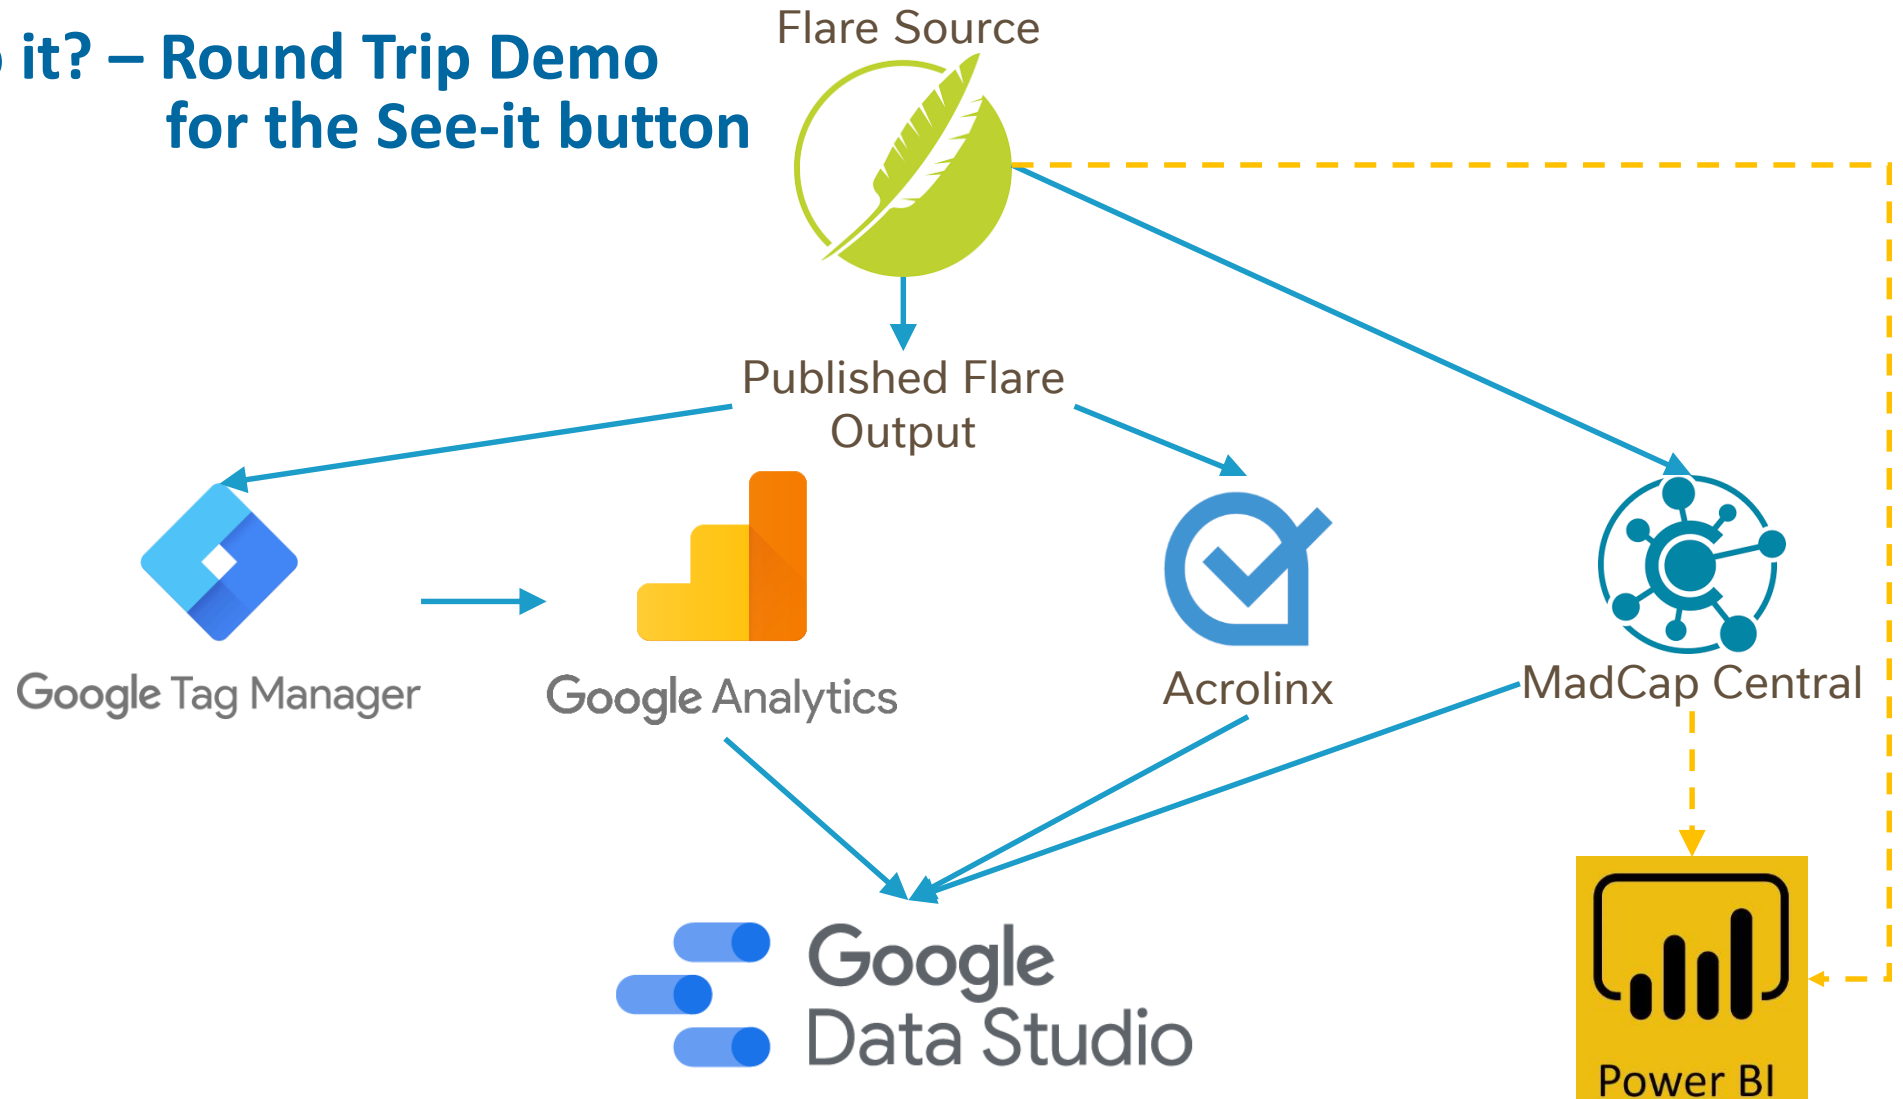 it? – Round Trip Demo
for the See-it button
Flare Source
Published Flare
Output
Google Tag Manager
Google Analytics
Acrolinx
MadCap Central
Google
Data Studio
Power BI